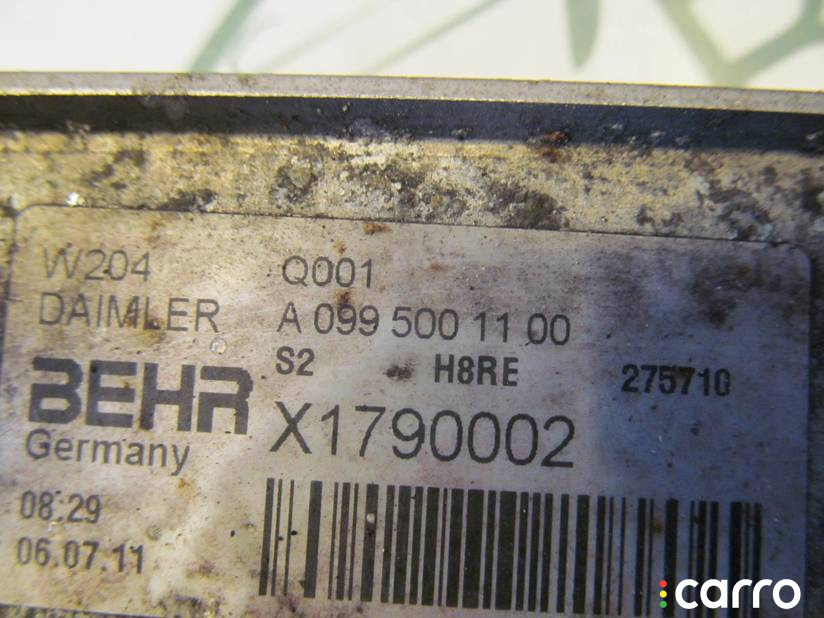 W204 Q001
DAIMLER A 099 500 11 00
S2 H8RE 275710
BEHR X1790002
Germany
08:29
06.07.11
carro